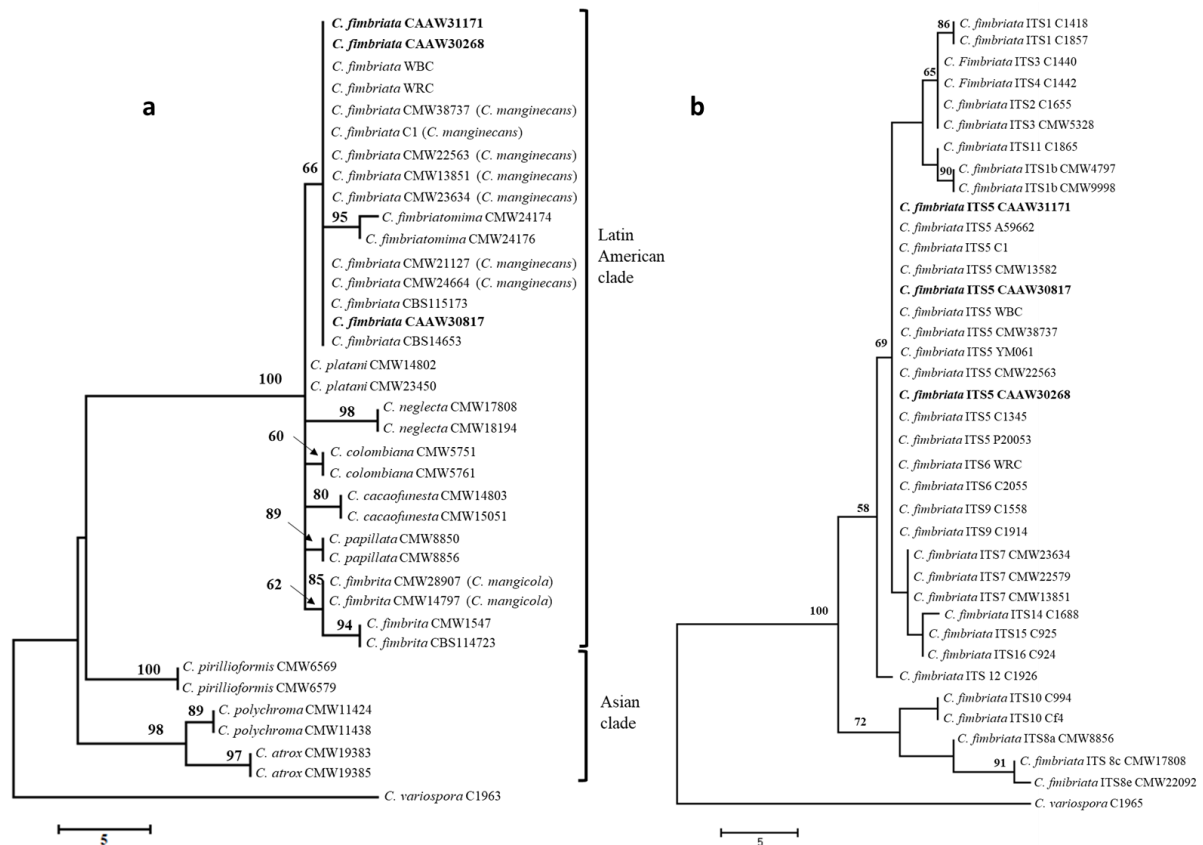 a
C. fimbriata CAAW31171
C. fimbriata CAAW30268
C. fimbriata WBC
C. fimbriata WRC
C. fimbriata CMW38737 (C. manginecans)
C. fimbriata C1 (C. manginecans)
C. fimbriata CMW22563 (C. manginecans)
C. fimbriata CMW13851 (C. manginecans)
C. fimbriata CMW23634 (C. manginecans)
C. fimbriatomima CMW24174
C. fimbriatomima CMW24176
C. fimbriata CMW21127 (C. manginecans)
C. fimbriata CMW24664 (C. manginecans)
C. fimbriata CBS115173
C. fimbriata CAAW30817
C. fimbriata CBS14653
C. platani CMW14802
C. platani CMW23450
C. neglecta CMW17808
C. neglecta CMW18194
C. colombiana CMW5751
C. colombiana CMW5761
C. cacaofunesta CMW14803
C. cacaofunesta CMW15051
C. papillata CMW8850
C. papillata CMW8856
C. fimbrita CMW28907 (C. mangicola)
C. fimbrita CMW14797 (C. mangicola)
C. fimbrita CMW1547
C. fimbrita CBS114723
C. pirillioformis CMW6569
C. pirillioformis CMW6579
C. polychroma CMW11424
C. polychroma CMW11438
C. atrox CMW19383
C. atrox CMW19385
C. variospora C1963
66
95
100
98
60
80
89
85
62
94
100
89
98
97
5
Latin
American
clade
Asian
clade
b
C. fimbriata ITS1 C1418
C. fimbriata ITS1 C1857
C. Fimbriata ITS3 C1440
C. Fimbriata ITS4 C1442
C. fimbriata ITS2 C1655
C. fimbriata ITS3 CMW5328
C. fimbriata ITS11 C1865
C. fimbriata ITS1b CMW4797
C. fimbriata ITS1b CMW9998
C. fimbriata ITS5 CAAW31171
C. fimbriata ITS5 A59662
C. fimbriata ITS5 C1
C. fimbriata ITS5 CMW13582
C. fimbriata ITS5 CAAW30817
C. fimbriata ITS5 WBC
C. fimbriata ITS5 CMW38737
C. fimbriata ITS5 YM061
C. fimbriata ITS5 CMW22563
C. fimbriata ITS5 CAAW30268
C. fimbriata ITS5 C1345
C. fimbriata ITS5 P20053
C. fimbriata ITS6 WRC
C. fimbriata ITS6 C2055
C. fimbriata ITS9 C1558
C. fimbriata ITS9 C1914
C. fimbriata ITS7 CMW23634
C. fimbriata ITS7 CMW22579
C. fimbriata ITS7 CMW13851
C. fimbriata ITS14 C1688
C. fimbriata ITS15 C925
C. fimbriata ITS16 C924
C. fimbriata ITS 12 C1926
C. fimbriata ITS10 C994
C. fimbriata ITS10 Cf4
C. fimbriata ITS8a CMW8856
C. fimbriata ITS 8c CMW17808
C. fmibriata ITS8e CMW22092
C. variospora C1965
86
65
90
69
58
100
72
91
5